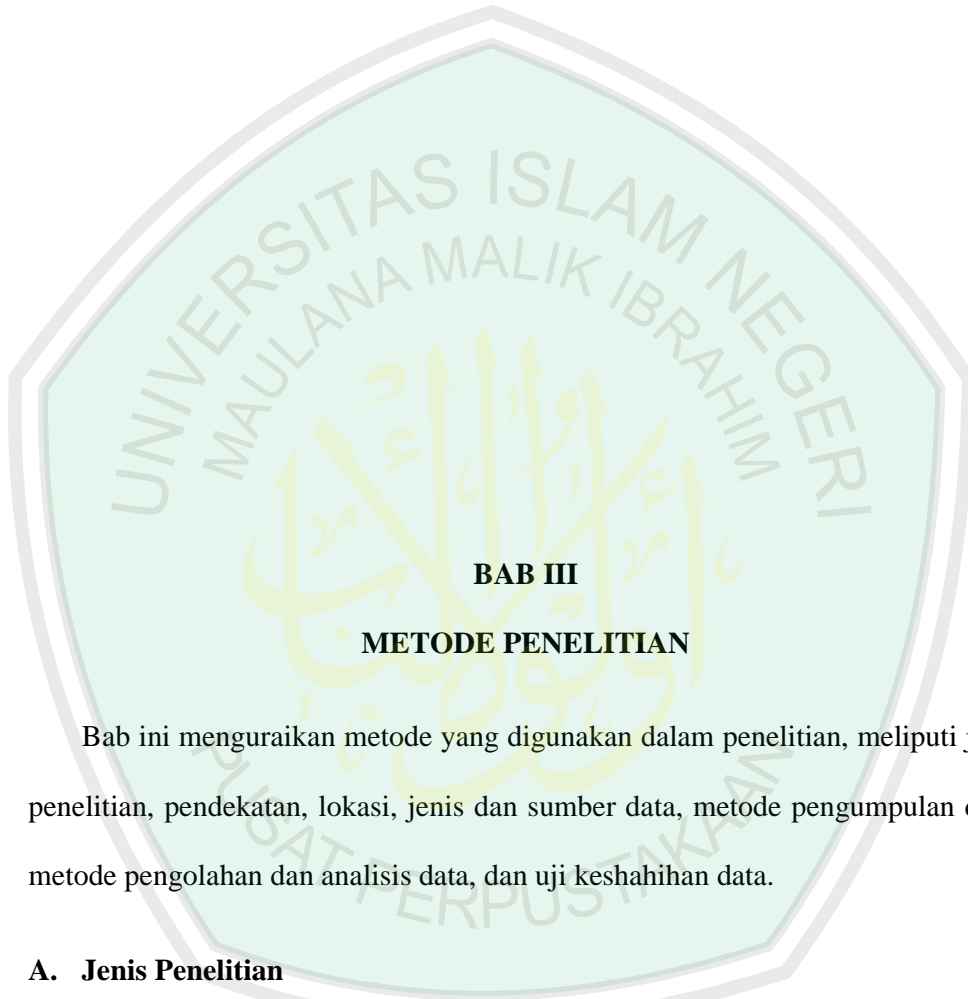 UNIVERSITAS ISLAM NEGERI
MAULANA MALIK IBRAHIM
BAB III
METODE PENELITIAN
Bab ini menguraikan metode yang digunakan dalam penelitian, meliputi
penelitian, pendekatan, lokasi, jenis dan sumber data, metode pengumpulan
metode pengolahan dan analisis data, dan uji keshahihan data.
PUSAT PERPUSTAKAAN
A. Jenis Penelitian